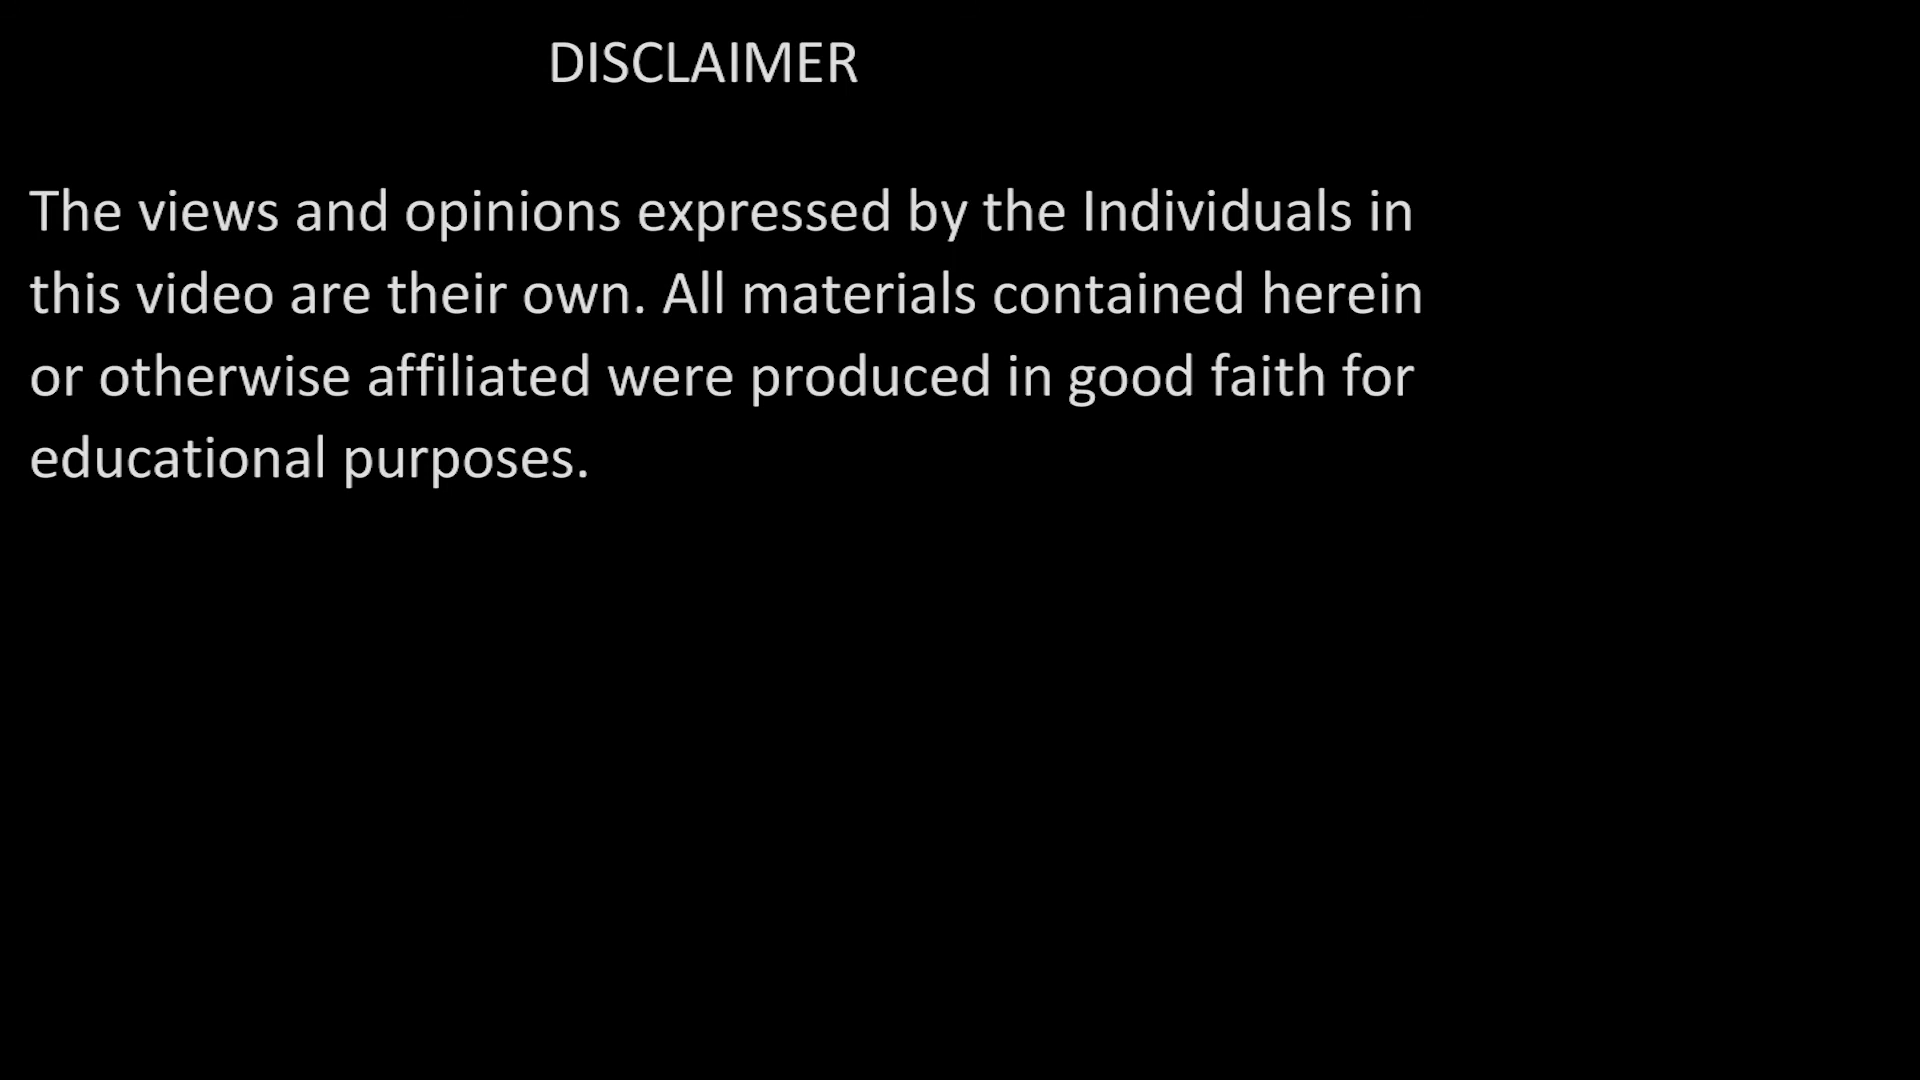 DISCLAIMER
The views and opinions expressed by the Individuals in
this video are their own. All materials contained herein
or otherwise affiliated were produced in good faith for
educational purposes.